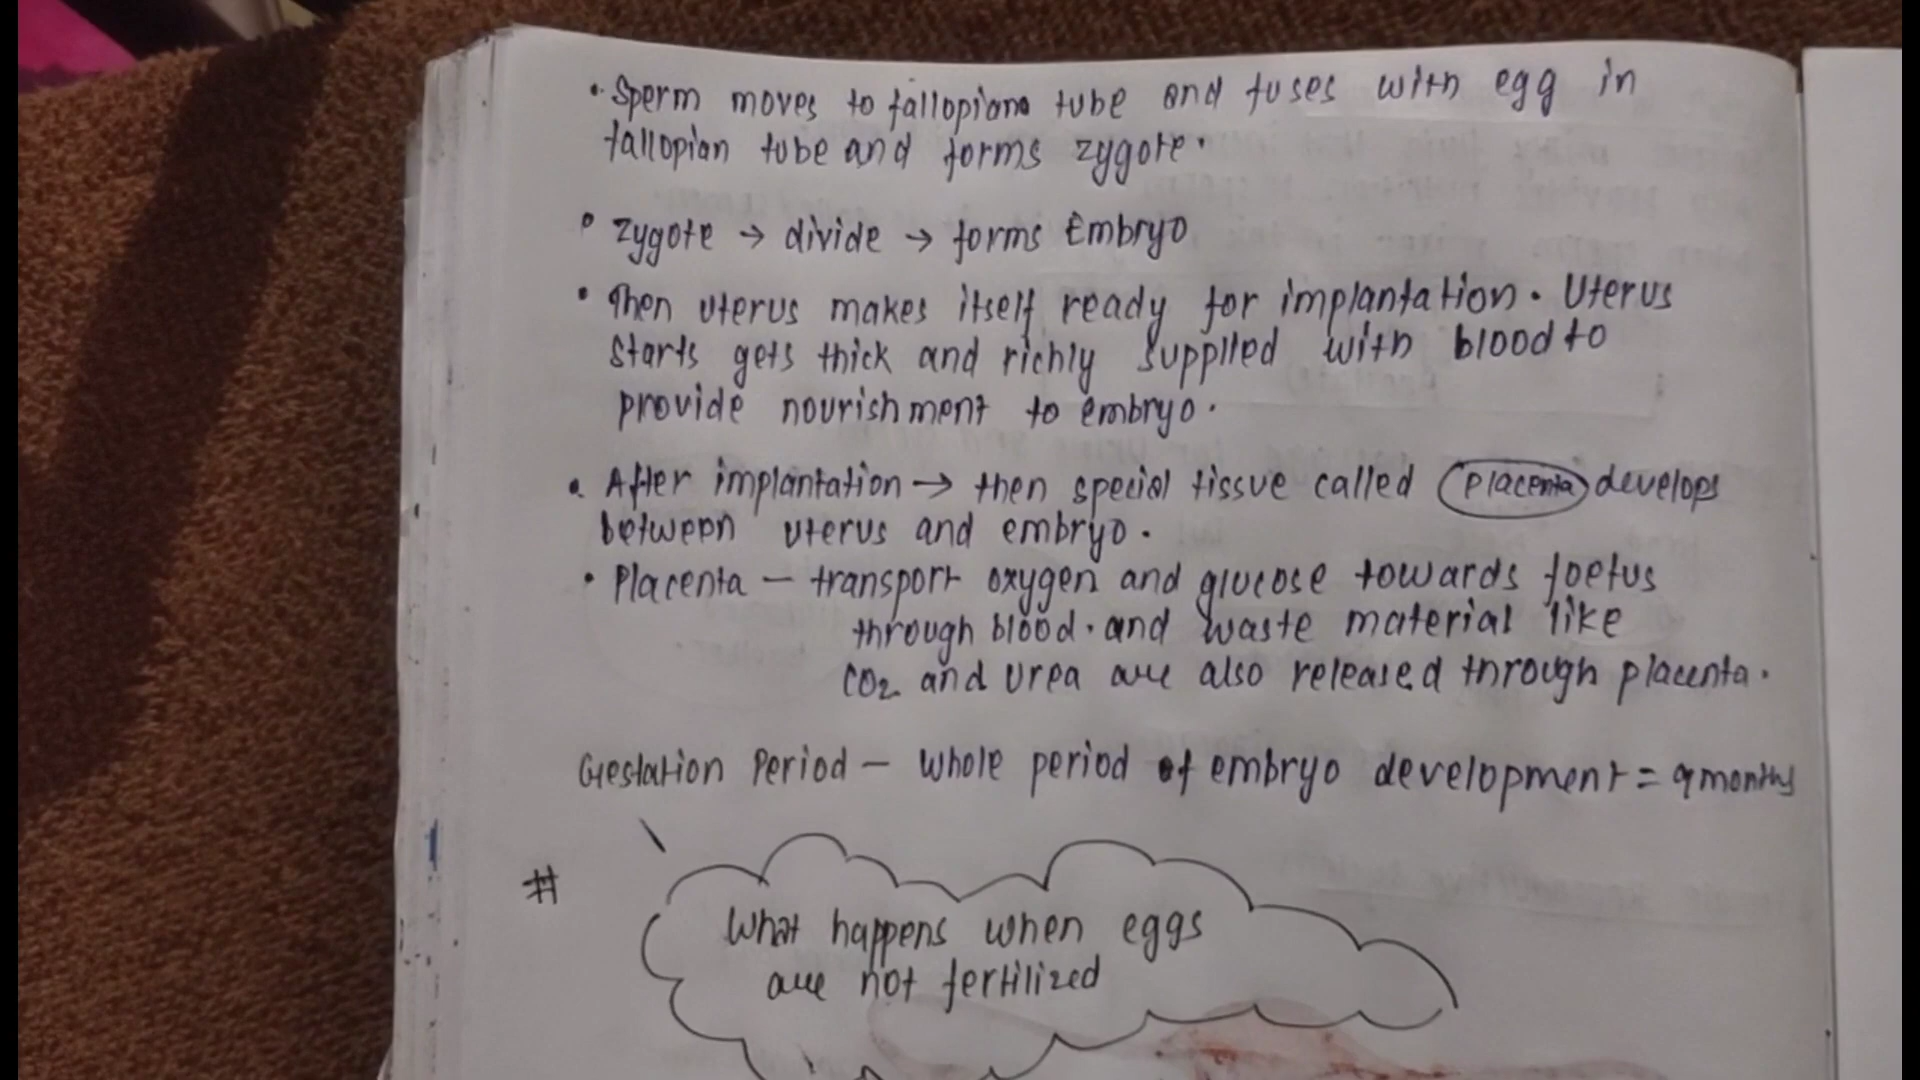 • Sperm moves to fallopiano tube and fuses with egg in
fallopian tube and forms zygote.
• Zygote → divide → forms Embryo
• Then uterus makes itself ready for implantation. Uterus
starts gets thick and richly supplied with blood to
provide nourishment to embryo.
• After implantation → then special tissue called placenta develops
between uterus and embryo.
• Placenta — transport oxygen and glucose towards foetus
through blood. and waste material like
CO2 and urea are also released through placenta.
Gestation Period — Whole period of embryo development = 9 months
#
What happens when eggs
are not fertilized